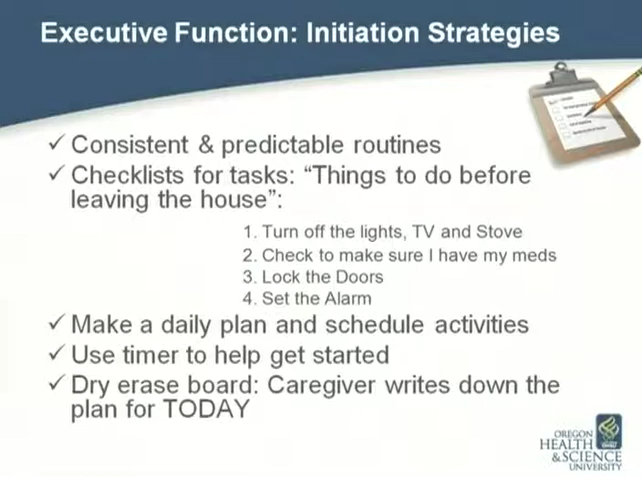 Executive Function: Initiation Strategies
✓ Consistent & predictable routines
✓ Checklists for tasks: “Things to do before
leaving the house”:
1. Turn off the lights, TV and Stove
2. Check to make sure I have my meds
3. Lock the Doors
4. Set the Alarm
✓ Make a daily plan and schedule activities
✓ Use timer to help get started
✓ Dry erase board: Caregiver writes down the
plan for TODAY
OREGON
HEALTH
& SCIENCE
UNIVERSITY